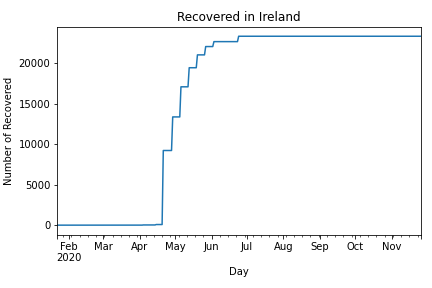 Recovered in Ireland
Number of Recovered
20000
15000
10000
5000
0
Feb Mar Apr May Jun Jul Aug Sep Oct Nov
2020
Day